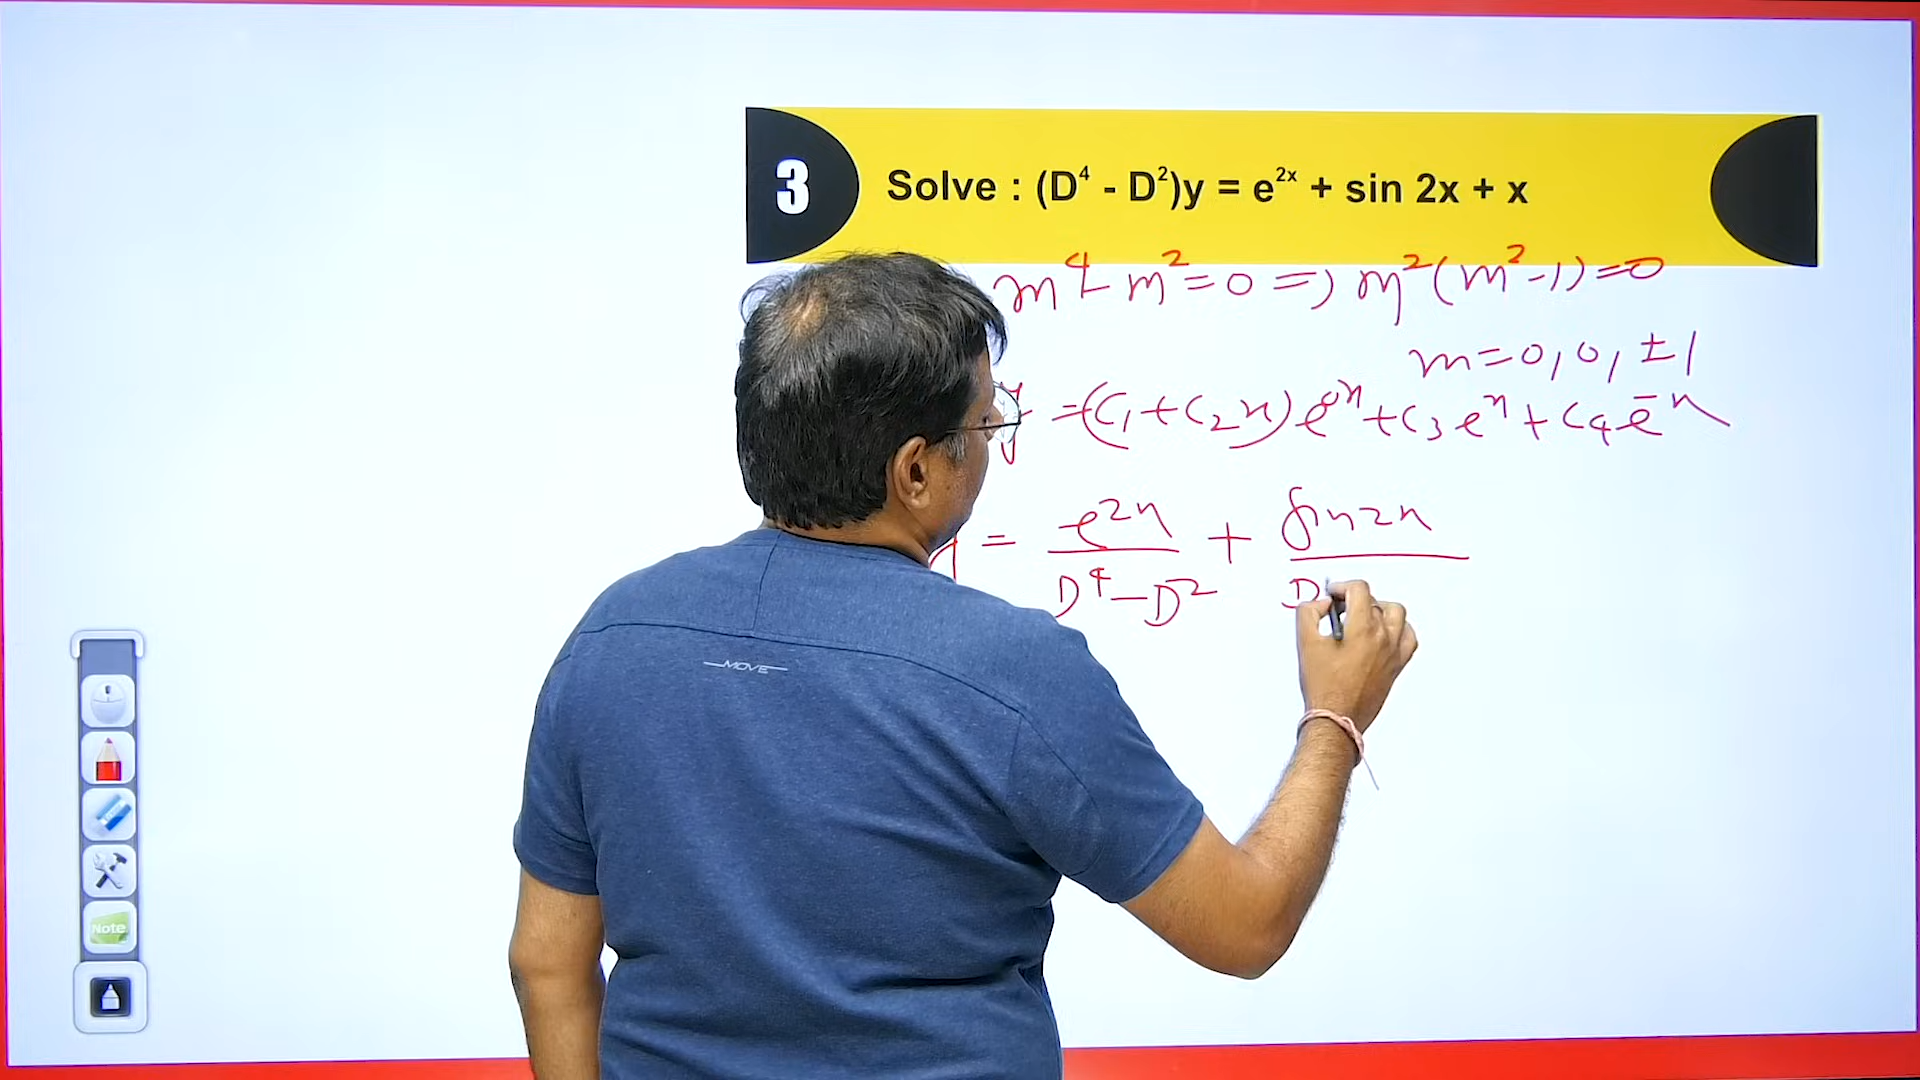 3 Solve : (D⁴ - D²)y = e²ˣ + sin 2x + x
m⁴ - m² = 0 => m²(m²-1)=0
m=0,0,±1
y =(C₁+C₂x)e⁰ˣ+C₃eˣ+C₄e⁻ˣ
= e²ˣ/D⁴-D² + sin2x/D
MOVE
Note